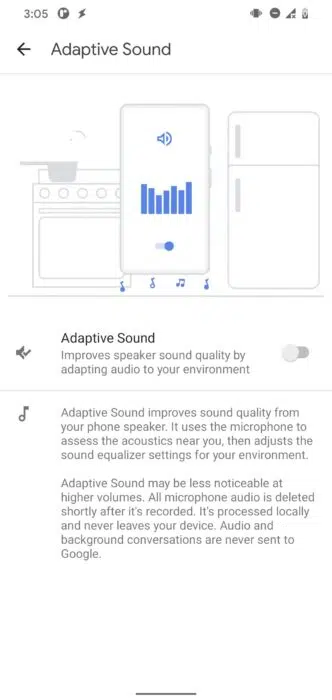 3:05
Adaptive Sound
Adaptive Sound
Improves speaker sound quality by
adapting audio to your environment
Adaptive Sound improves sound quality from
your phone speaker. It uses the microphone to
assess the acoustics near you, then adjusts the
sound equalizer settings for your environment.
Adaptive Sound may be less noticeable at
higher volumes. All microphone audio is deleted
shortly after it's recorded. It's processed locally
and never leaves your device. Audio and
background conversations are never sent to
Google.